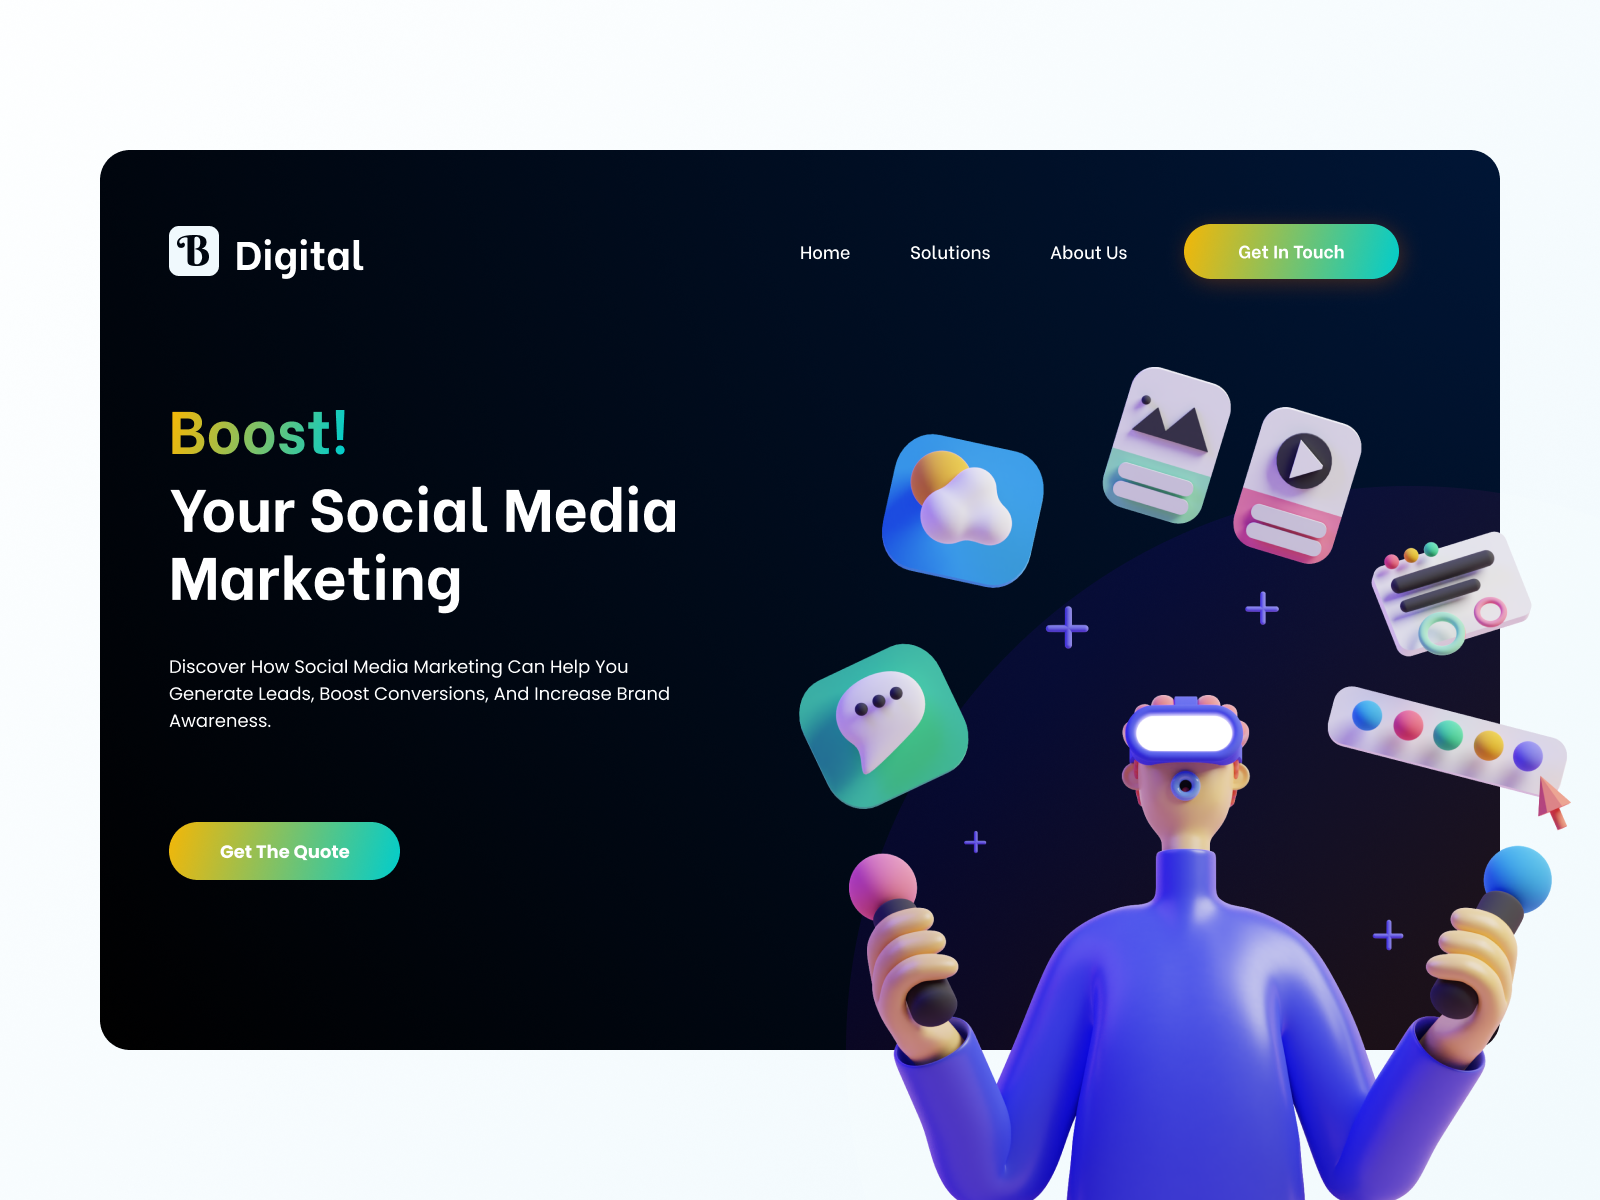 B Digital
Home Solutions About Us Get In Touch
Boost!
Your Social Media
Marketing
Discover How Social Media Marketing Can Help You
Generate Leads, Boost Conversions, And Increase Brand
Awareness.
Get The Quote